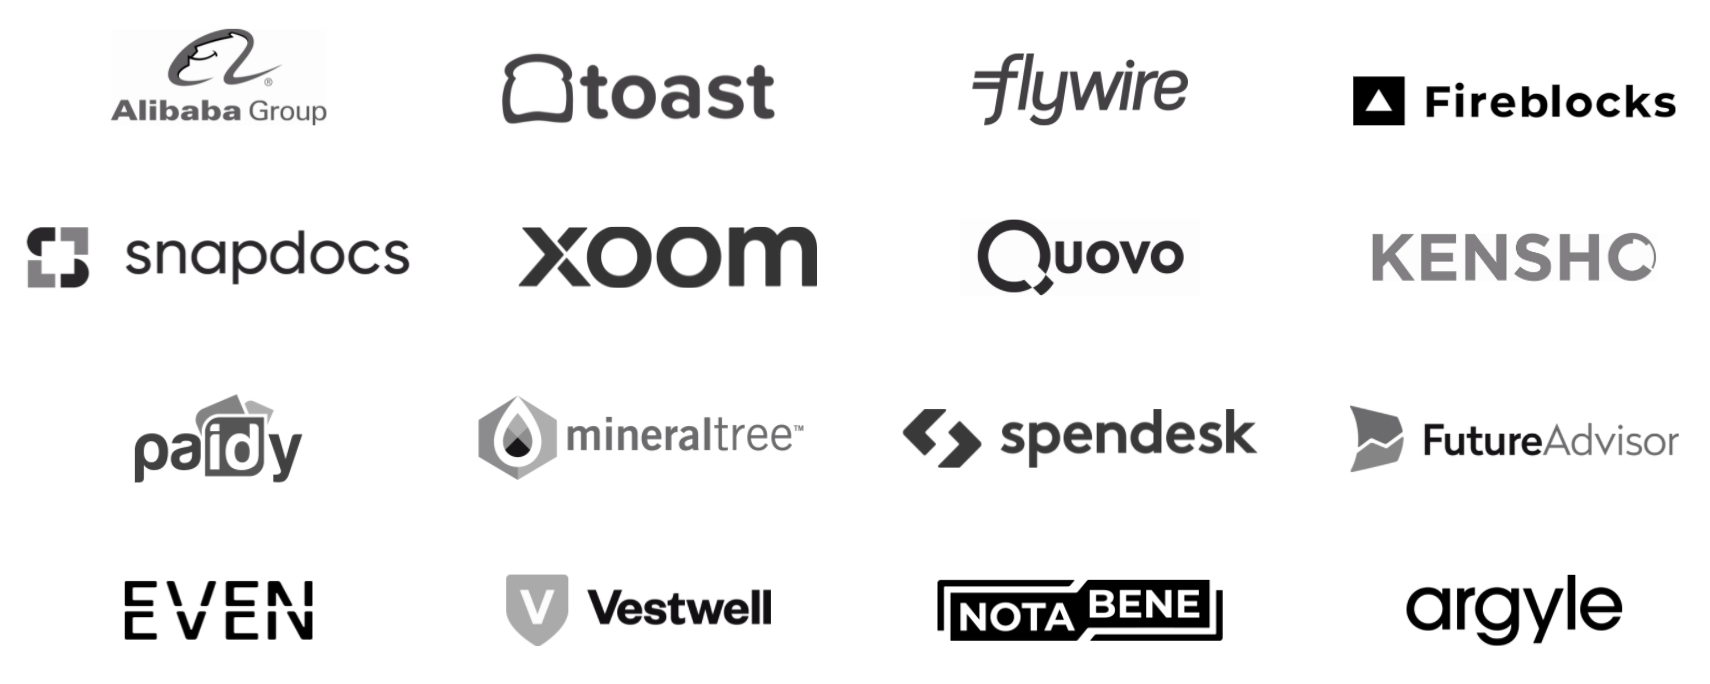 Alibaba Group ®
toast
flywire
Fireblocks
snapdocs
xoom
Quovo
KENSHO
paidy
mineraltree™
spendesk
FutureAdvisor
EVEN
V Vestwell
NOTA BENE
argyle